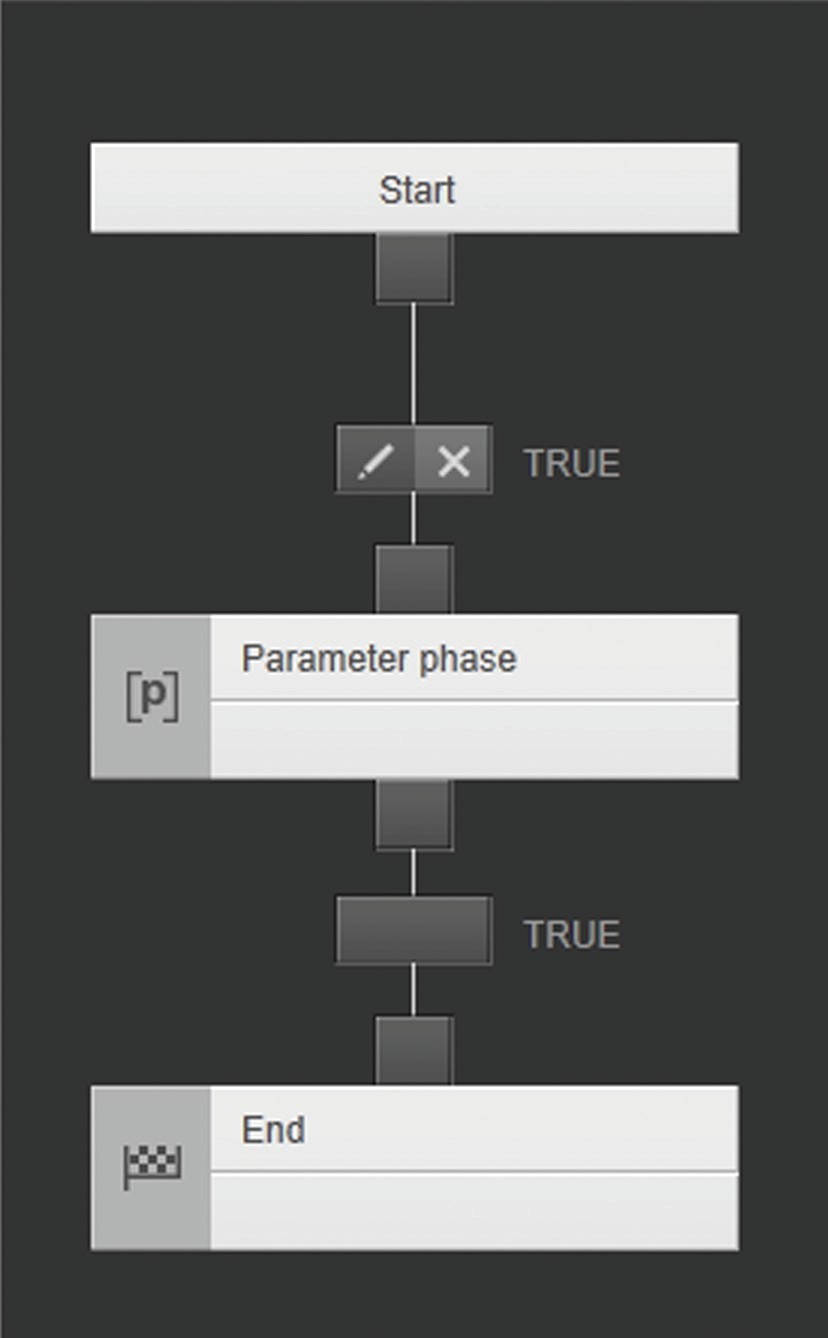 Start
TRUE
[p]
Parameter phase
TRUE
End